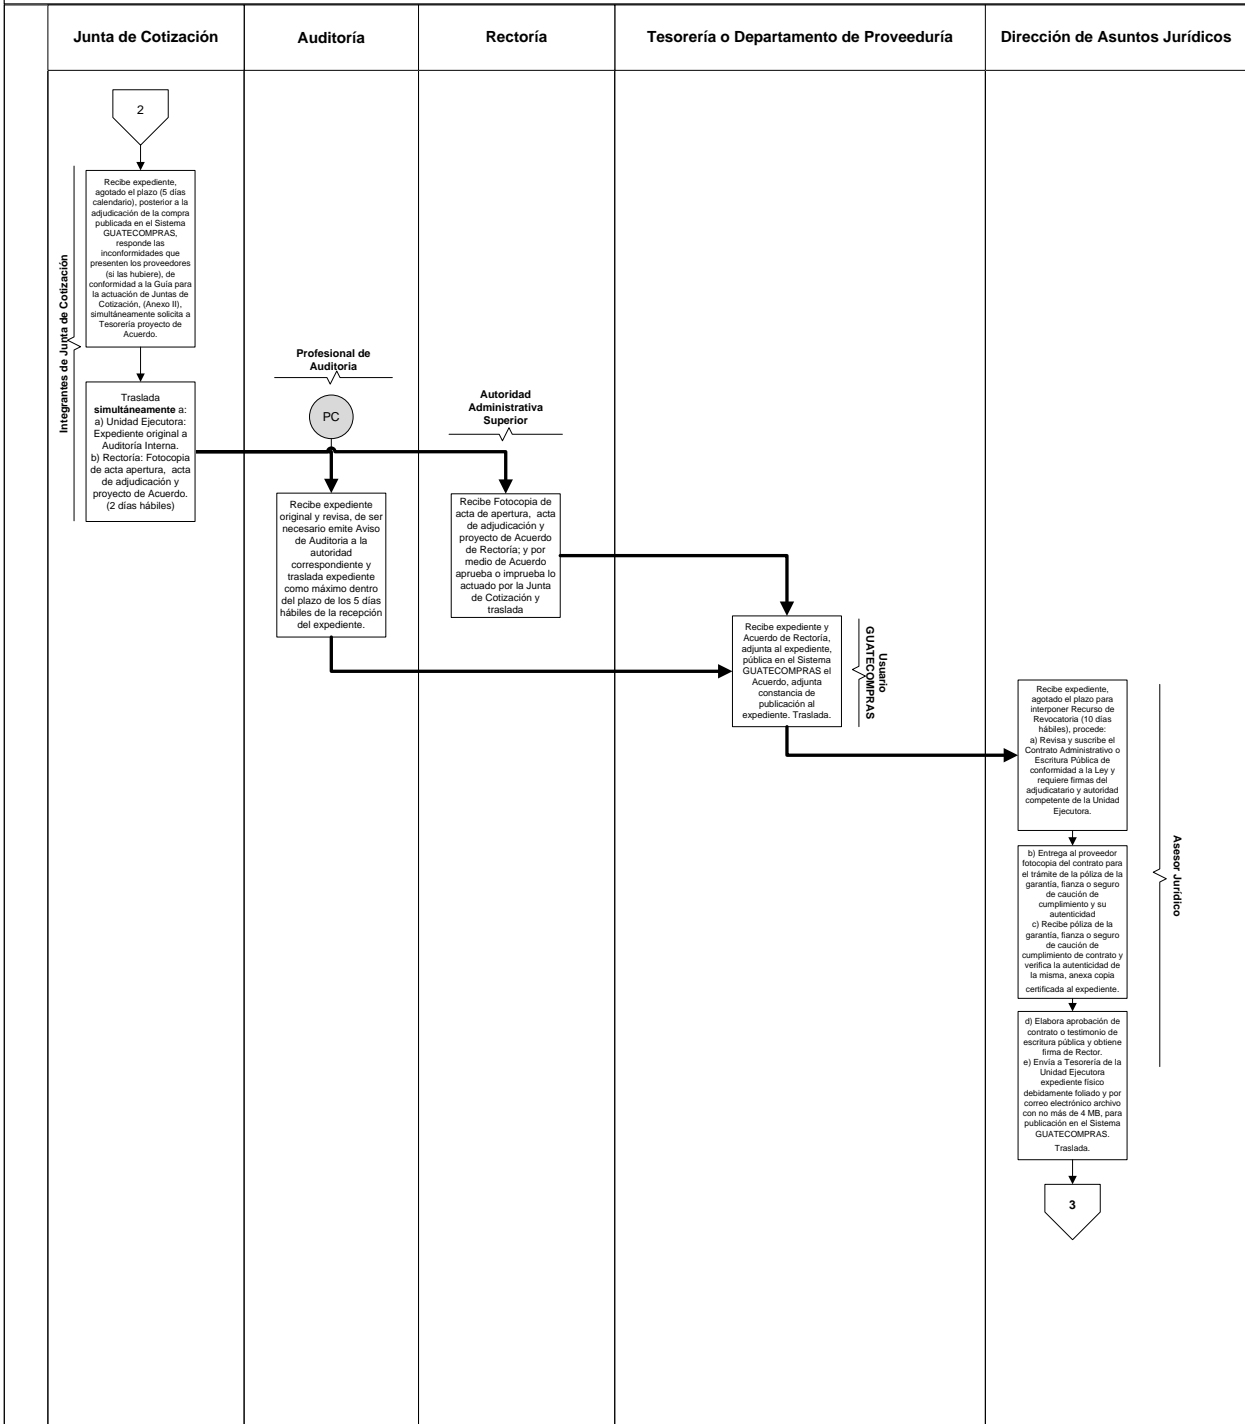 Junta de Cotización
Auditoría
Rectoría
Tesorería o Departamento de Proveeduría
Dirección de Asuntos Jurídicos
2
Integrantes de Junta de Cotización
Recibe expediente,
agotado el plazo (5 días
calendario), posterior a la
adjudicación de la compra
publicada en el Sistema
GUATECOMPRAS,
responde las
inconformidades que
presenten los proveedores
(si las hubiere), de
conformidad a la Guía para
la actuación de Juntas de
Cotización, (Anexo II),
simultáneamente solicita a
Tesorería proyecto de
Acuerdo.
Traslada
simultáneamente a:
a) Unidad Ejecutora:
Expediente original a
Auditoría Interna.
b) Rectoría: Fotocopia
de acta apertura, acta
de adjudicación y
proyecto de Acuerdo.
(2 días hábiles)
Profesional de
Auditoria
PC
Recibe expediente
original y revisa, de ser
necesario emite Aviso
de Auditoria a la
autoridad
correspondiente y
traslada expediente
como máximo dentro
del plazo de los 5 días
hábiles de la recepción
del expediente.
Autoridad
Administrativa
Superior
Recibe Fotocopia de
acta de apertura, acta
de adjudicación y
proyecto de Acuerdo
de Rectoría; y por
medio de Acuerdo
aprueba o imprueba lo
actuado por la Junta
de Cotización y
traslada
Recibe expediente y
Acuerdo de Rectoría,
adjunta al expediente,
pública en el Sistema
GUATECOMPRAS el
Acuerdo, adjunta
constancia de
publicación al
expediente. Traslada.
Usuario
GUATECOMPRAS
Recibe expediente,
agotado el plazo para
interponer Recurso de
Revocatoria (10 días
hábiles), procede:
a) Revisa y suscribe el
Contrato Administrativo o
Escritura Pública de
conformidad a la Ley y
requiere firmas del
adjudicatario y autoridad
competente de la Unidad
Ejecutora.
b) Entrega al proveedor
fotocopia del contrato para
el trámite de la póliza de la
garantía, fianza o seguro
de caución de
cumplimiento y su
autenticidad
c) Recibe póliza de la
garantía, fianza o seguro
de caución de
cumplimiento de contrato y
verifica la autenticidad de
la misma, anexa copia
certificada al expediente.
d) Elabora aprobación de
contrato o testimonio de
escritura pública y obtiene
firma de Rector.
e) Envía a Tesorería de la
Unidad Ejecutora
expediente físico
debidamente foliado y por
correo electrónico archivo
con no más de 4 MB, para
publicación en el Sistema
GUATECOMPRAS.
Traslada.
Asesor Jurídico
3